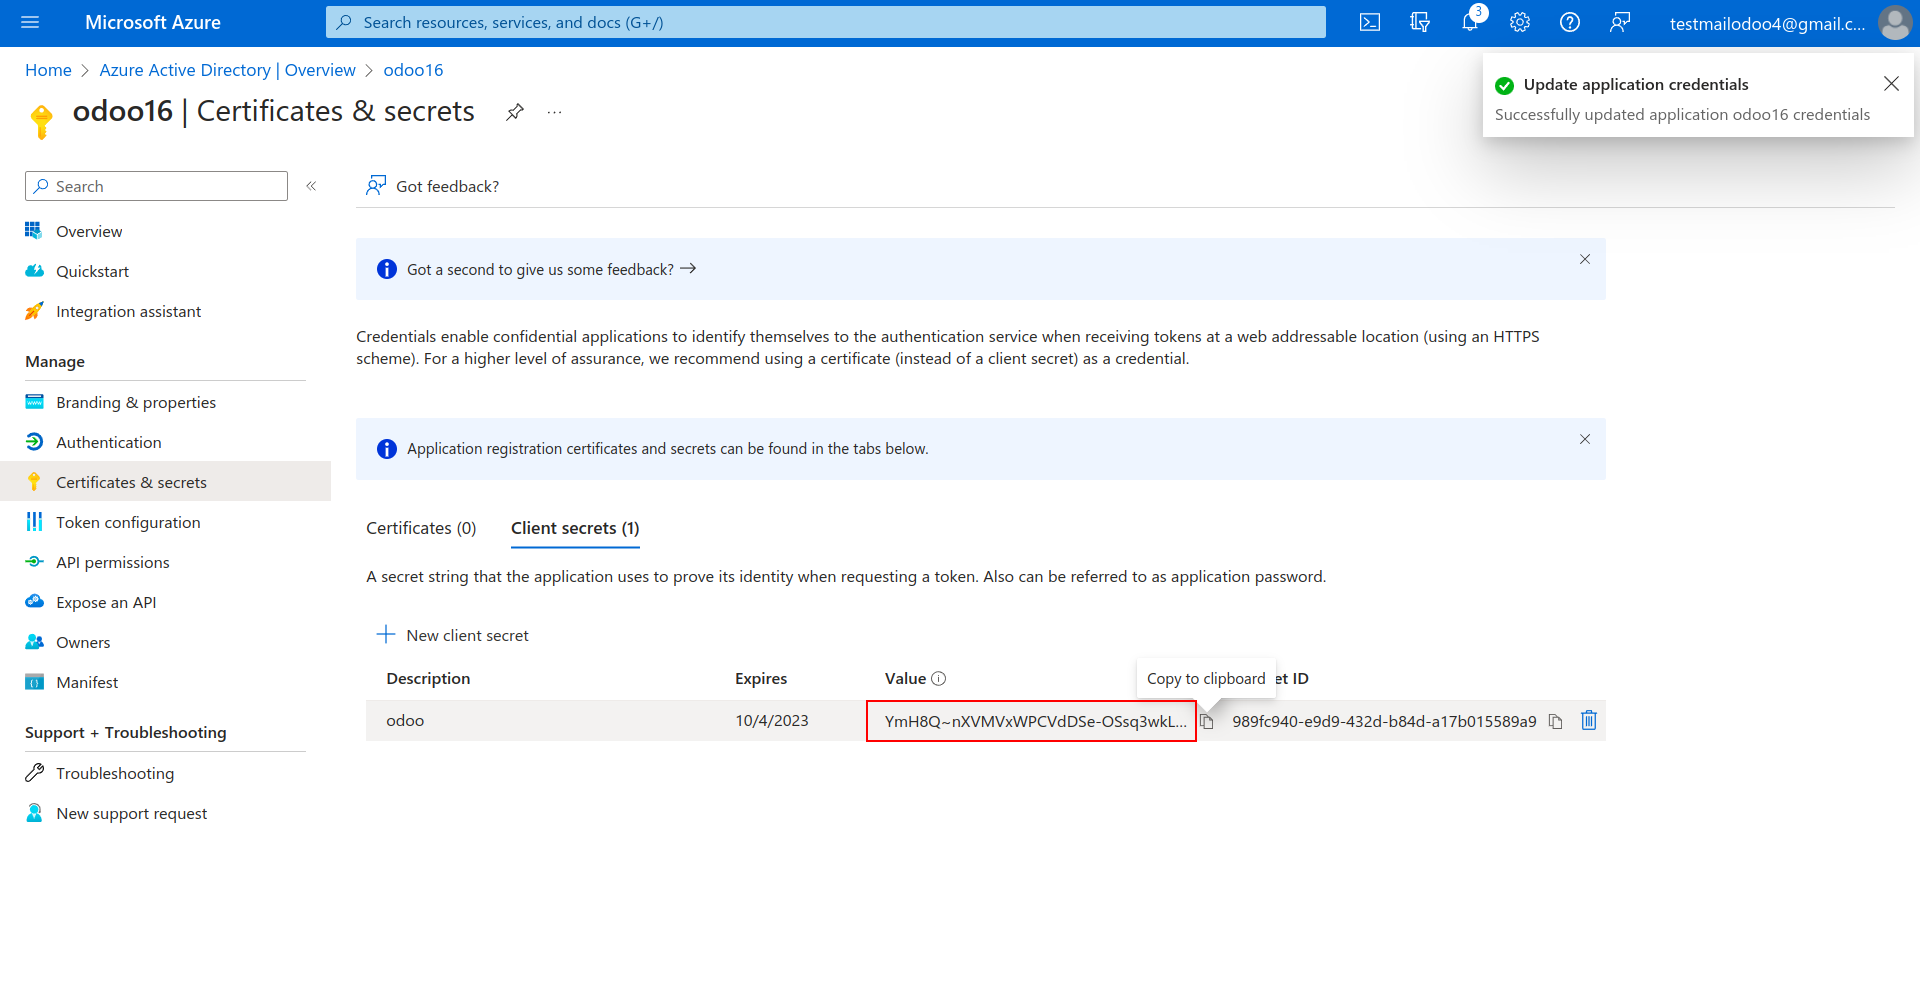 Microsoft Azure
Search resources, services, and docs (G+/)
3
testmailodoo4@gmail.c...
Home > Azure Active Directory | Overview > odoo16
odoo16 | Certificates & secrets
...
Update application credentials
Successfully updated application odoo16 credentials
Search
«
Got feedback?
Overview
Quickstart
Integration assistant
Manage
Branding & properties
Authentication
Certificates & secrets
Token configuration
API permissions
Expose an API
Owners
Manifest
Support + Troubleshooting
Troubleshooting
New support request
Got a second to give us some feedback? →
Credentials enable confidential applications to identify themselves to the authentication service when receiving tokens at a web addressable location (using an HTTPS
scheme). For a higher level of assurance, we recommend using a certificate (instead of a client secret) as a credential.
Application registration certificates and secrets can be found in the tabs below.
Certificates (0) Client secrets (1)
A secret string that the application uses to prove its identity when requesting a token. Also can be referred to as application password.
New client secret
Copy to clipboard
Description Expires Value et ID
odoo 10/4/2023 YmH8Q~nXVMVxWPCVdDSe-OSsq3wkL... 989fc940-e9d9-432d-b84d-a17b015589a9